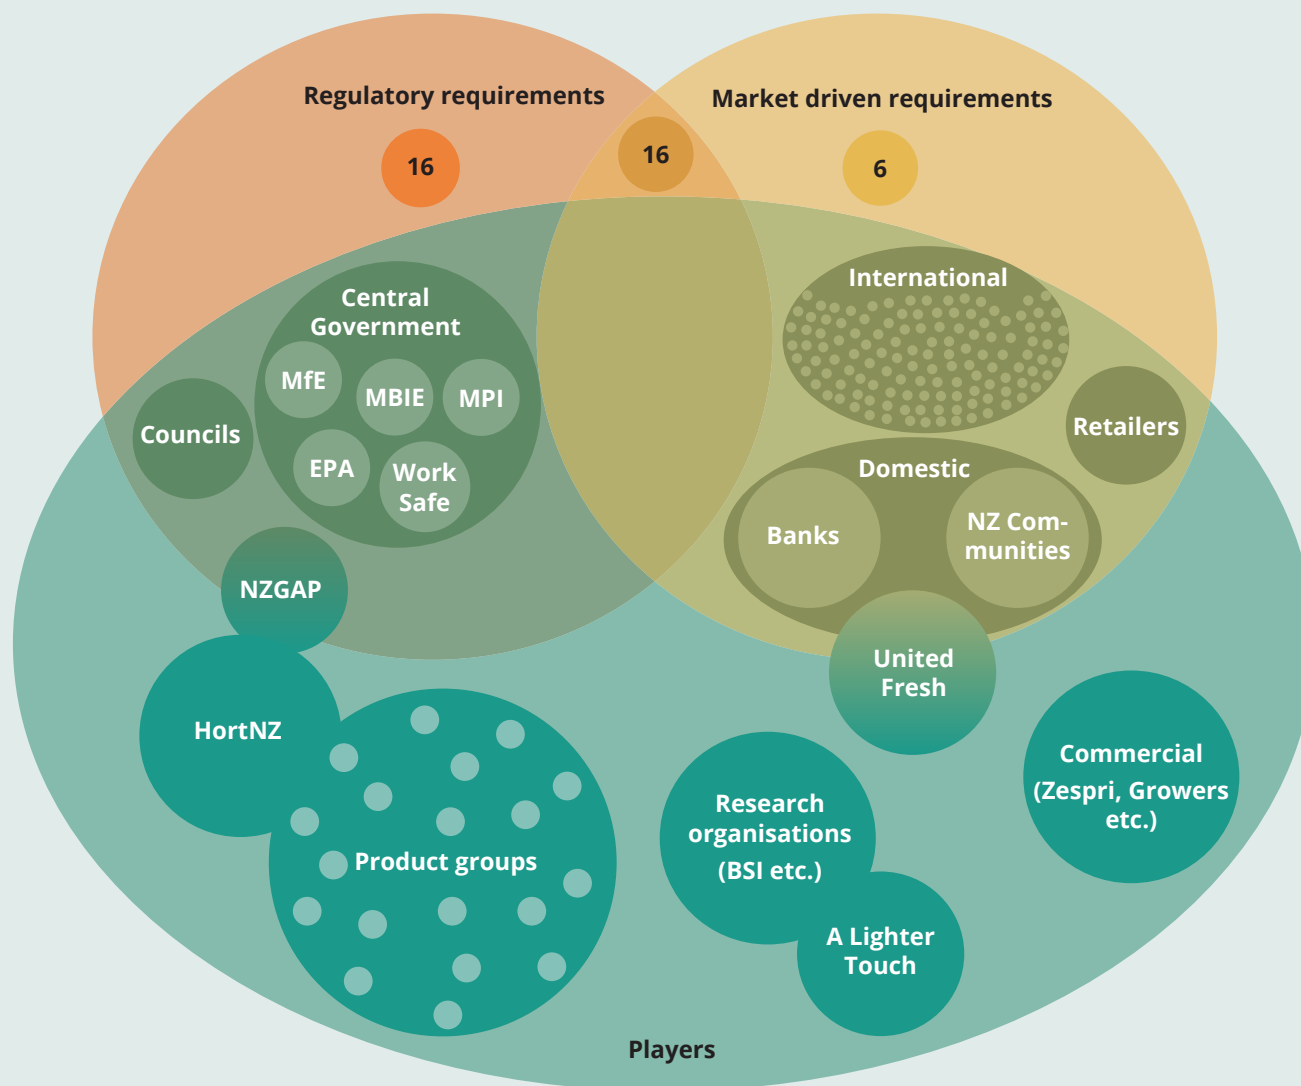 Regulatory requirements
Market driven requirements
16
16
6
Central
Government
MfE
MBIE
MPI
EPA
Work
Safe
Councils
International
Retailers
Domestic
Banks
NZ Com-
munities
NZGAP
United
Fresh
HortNZ
Product groups
Research
organisations
(BSI etc.)
A Lighter
Touch
Commercial
(Zespri, Growers
etc.)
Players